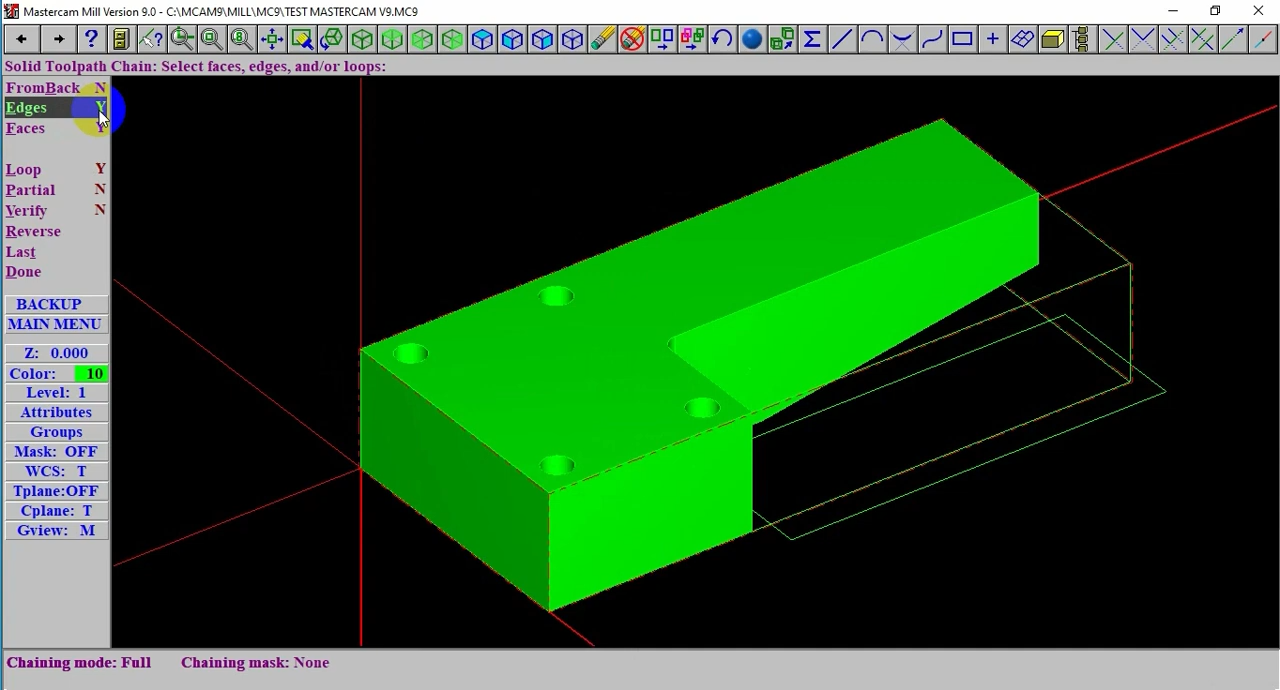 Mastercam Mill Version 9.0 - C:\MCAM9\MILL\MC9\TEST MASTERCAM V9.MC9
Solid Toolpath Chain: Select faces, edges, and/or loops:
FromBack N
Edges Y
Faces Y
Loop Y
Partial N
Verify N
Reverse
Last
Done
BACKUP
MAIN MENU
Z: 0.000
Color: 10
Level: 1
Attributes
Groups
Mask: OFF
WCS: T
Tplane:OFF
Cplane: T
Gview: M
Chaining mode: Full Chaining mask: None